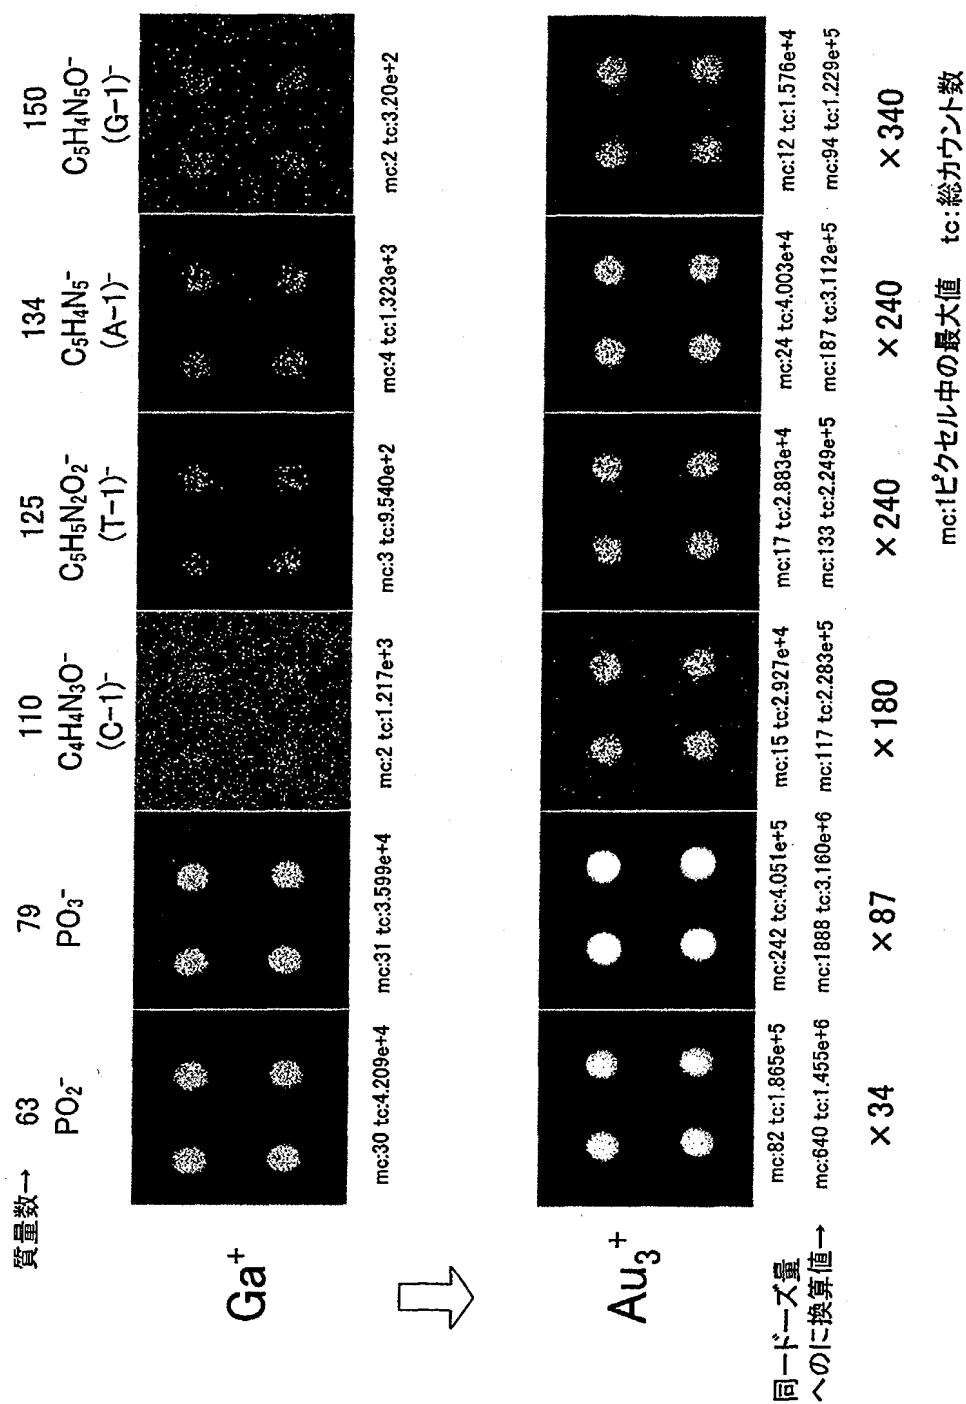 質量数→
63
PO2−
79
PO3−
110
C4H4N3O−
(C−1)−
125
C5H5N2O2−
(T−1)−
134
C5H4N5−
(A−1)−
150
C5H4N5O−
(G−1)−
Ga+
mc:30 tc:4.209e+4
mc:31 tc:3.599e+4
mc:2 tc:1.217e+3
mc:3 tc:9.540e+2
mc:4 tc:1.323e+3
mc:2 tc:3.20e+2
Au3+
mc:82 tc:1.865e+5
mc:242 tc:4.051e+5
mc:15 tc:2.927e+4
mc:17 tc:2.883e+4
mc:24 tc:4.003e+4
mc:12 tc:1.576e+4
同一ドーズ量
へのに換算値→
mc:640 tc:1.455e+6
mc:1888 tc:3.160e+6
mc:117 tc:2.283e+5
mc:133 tc:2.249e+5
mc:187 tc:3.112e+5
mc:94 tc:1.229e+5
×34
×87
×180
×240
×240
×340
mc:1ピクセル中の最大値 tc:総カウント数